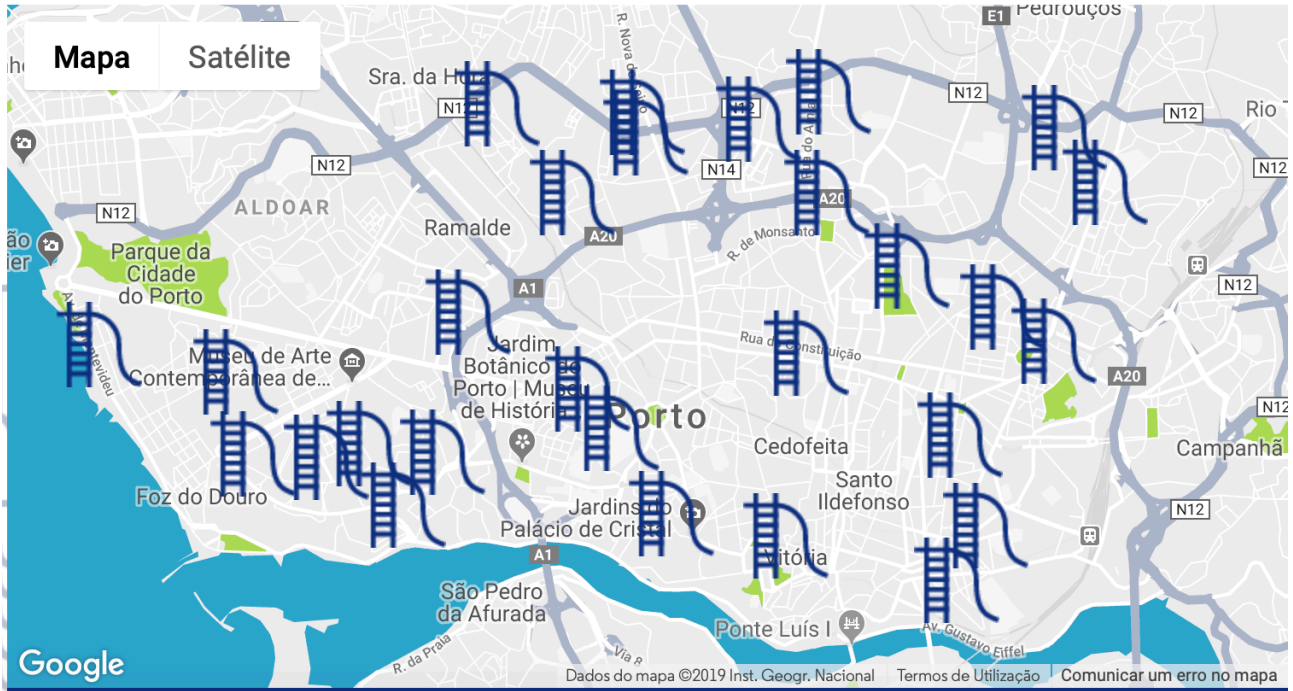 Mapa
Satélite
E1
Pedrouços
Sra. da Hora
N12
N12
N12
N12
N12
N12
N14
N12
A20
ALDOAR
Ramalde
A20
R. de Monsanto
N12
Parque da
Cidade
do Porto
A1
Rua da Constituição
Museu de Arte
Contemporânea de...
Jardim
Botânico do
Porto | Museu
de História
A20
Porto
N12
Cedofeita
Campanhã
Santo
Ildefonso
Foz do Douro
Jardins do
Palácio de Cristal
N12
A1
Vitória
São Pedro
da Afurada
Ponte Luís I
Av. Gustavo Eiffel
Via 8
R. da Praia
Google
Dados do mapa ©2019 Inst. Geogr. Nacional
Termos de Utilização
Comunicar um erro no mapa